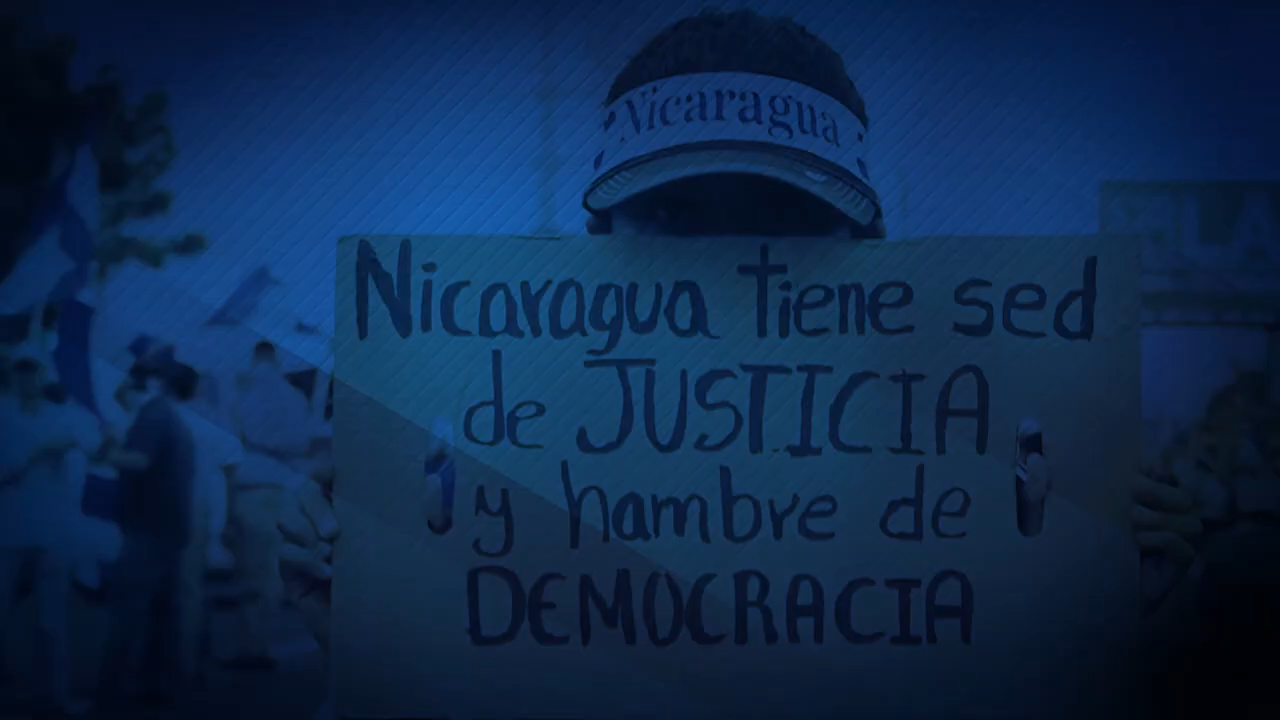 Nicaragua
Nicaragua tiene sed
de JUSTICIA
y hambre de
DEMOCRACIA